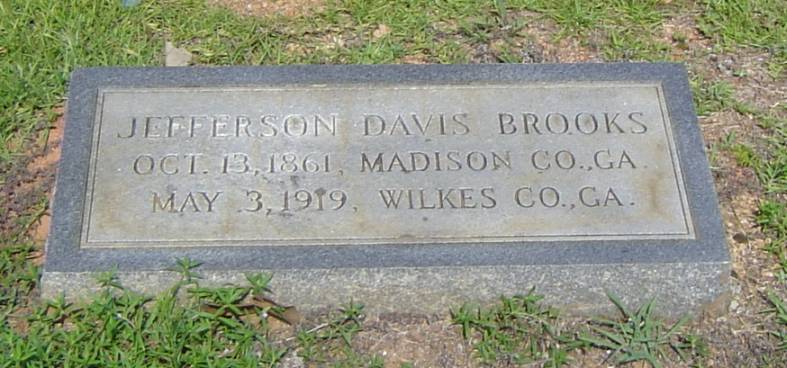 JEFFERSON DAVIS BROOKS
OCT. 13, 1861, MADISON CO., GA.
MAY 3, 1919, WILKES CO., GA.